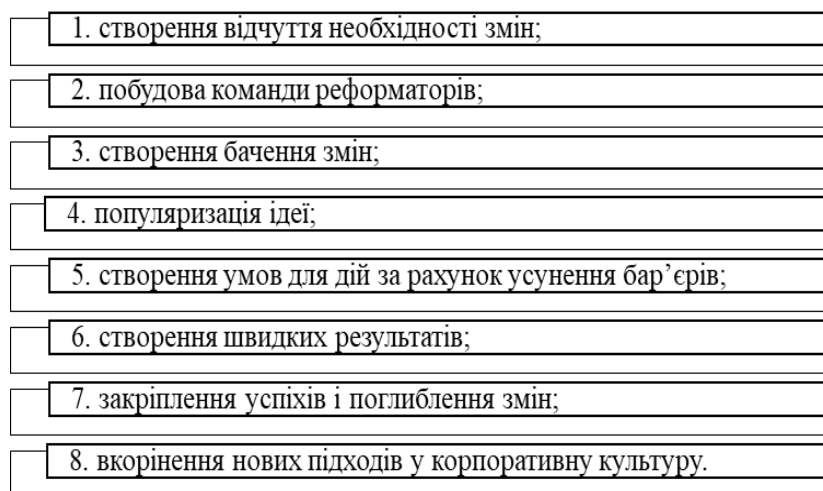 1. створення відчуття необхідності змін;
2. побудова команди реформаторів;
3. створення бачення змін;
4. популяризація ідеї;
5. створення умов для дій за рахунок усунення бар’єрів;
6. створення швидких результатів;
7. закріплення успіхів і поглиблення змін;
8. вкорінення нових підходів у корпоративну культуру.